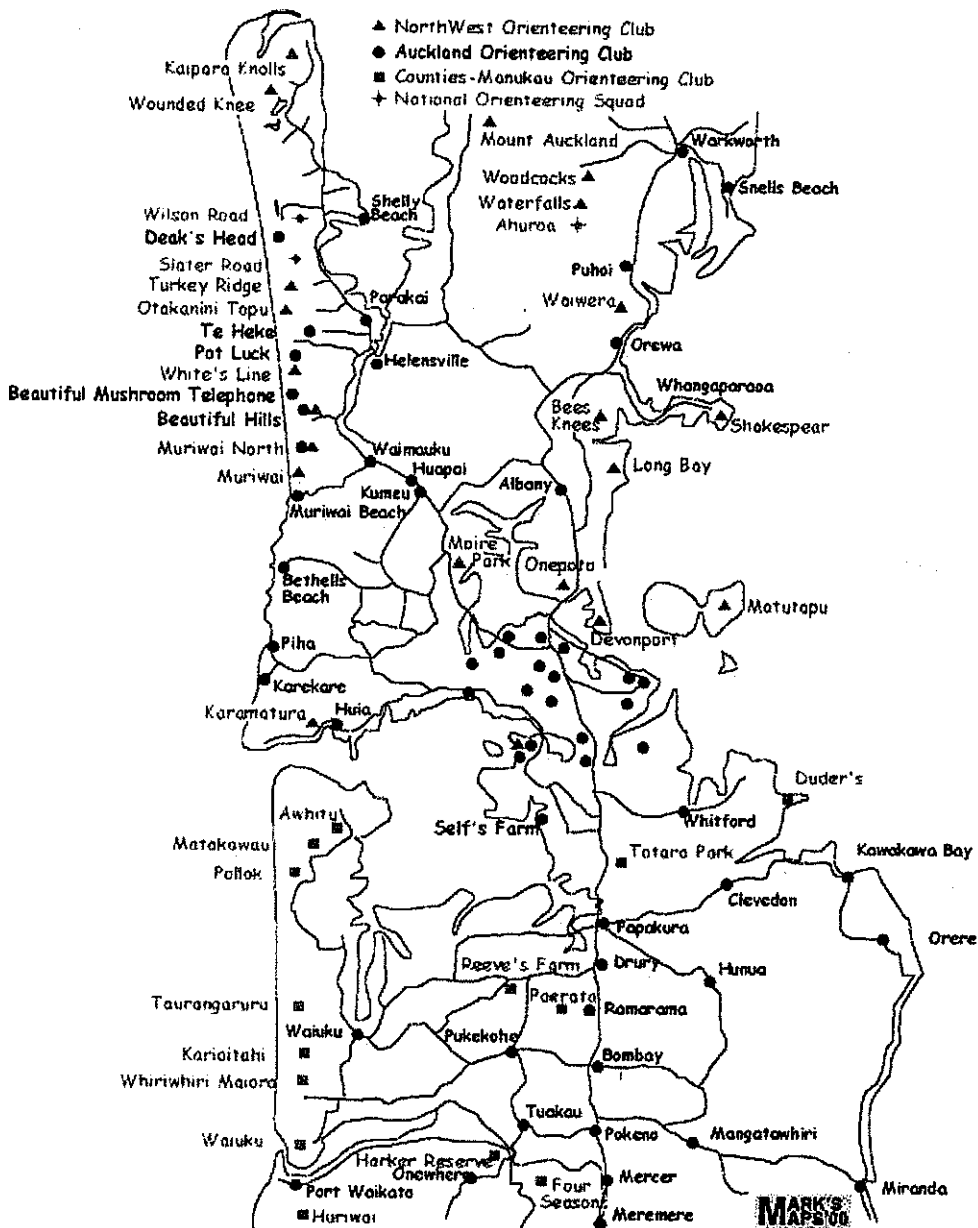 NorthWest Orienteering Club
Auckland Orienteering Club
Counties-Manukau Orienteering Club
National Orienteering Squad
Kaipara Knolls
Wounded Knee
Mount Auckland
Warkworth
Woodcocks
Snells Beach
Shelly
Beach
Waterfalls
Wilson Road
Ahuroa
Deak's Head
Slater Road
Puhoi
Turkey Ridge
Parakai
Waiwera
Otakanini Topu
Te Heke
Orewa
Pot Luck
Helensville
White's Line
Whangaparaoa
Beautiful Mushroom Telephone
Bees
Knees
Beautiful Hills
Shakespear
Muriwai North
Waimauku
Huapai
Long Bay
Muriwai
Kumeu
Albany
Muriwai Beach
Moire
Park
Onepoto
Bethells
Beach
Motutapu
Devonport
Piha
Karekare
Karamatura
Huia
Duder's
Awhitu
Self's Farm
Whitford
Matakawau
Totara Park
Kawakawa Bay
Pollok
Clevedon
Papakura
Orere
Reeve's Farm
Drury
Hunua
Paerata
Taurangaruru
Ramarama
Waiuku
Pukekohe
Karioitahi
Bombay
Whiriwhiri Maiora
Tuakau
Waiuku
Pokeno
Mangatawhiri
Harker Reserve
Onewhero
Mercer
Miranda
Port Waikato
Four
Seasons
Huriwai
Meremere
MARK'S
MAPS'00